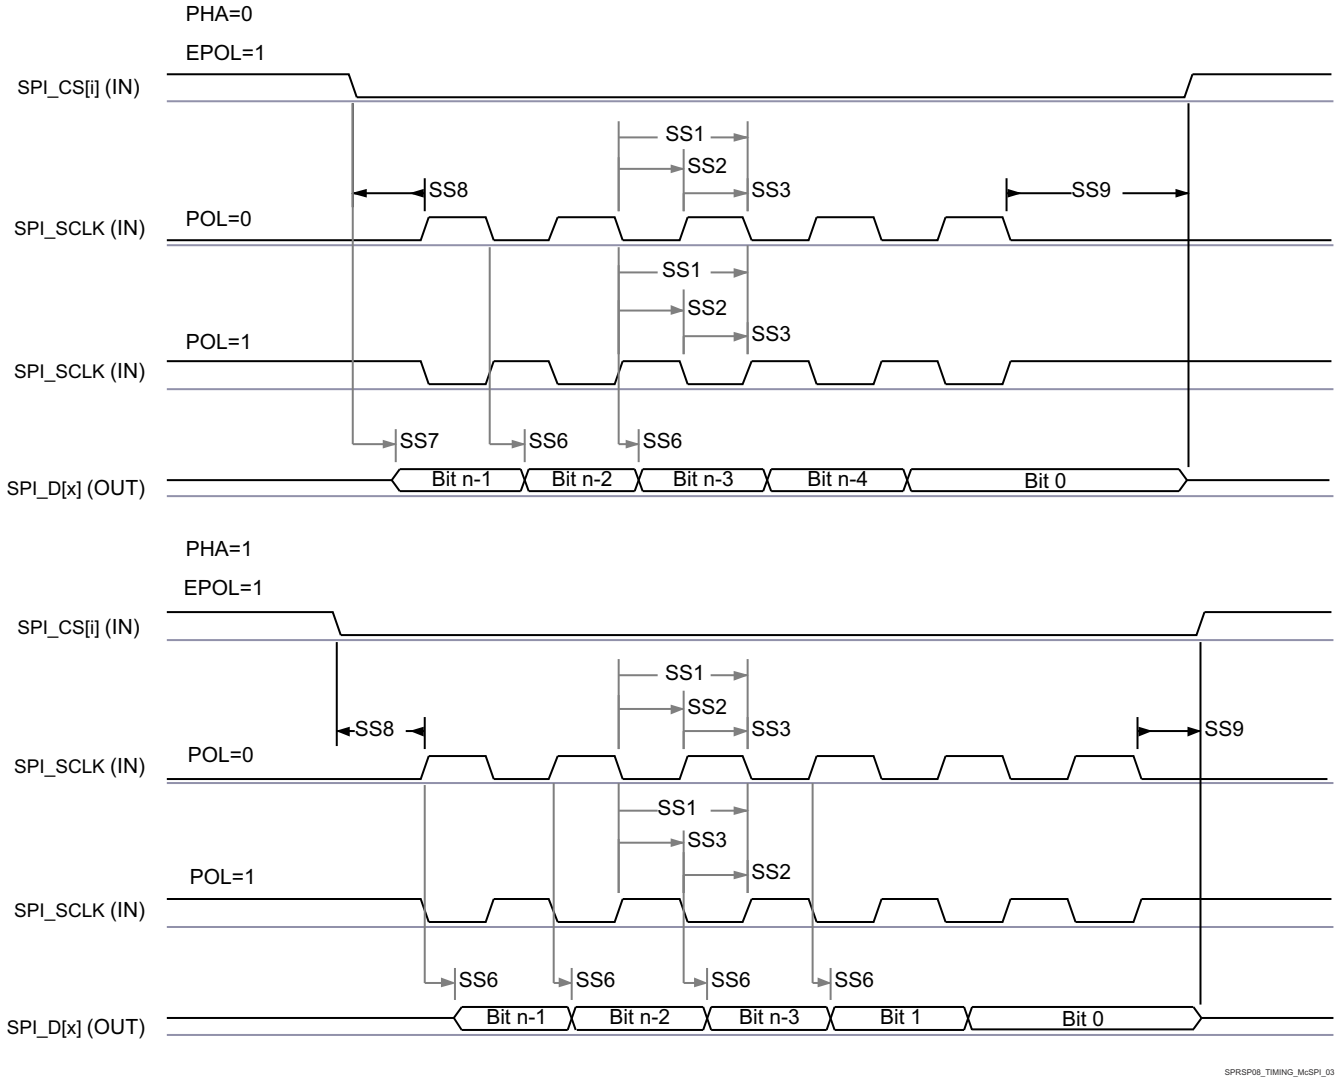 PHA=0
EPOL=1
SPI_CS[i] (IN)
SS1
SS2
SS8
SS3
SS9
POL=0
SPI_SCLK (IN)
SS1
SS2
SS3
POL=1
SPI_SCLK (IN)
SS7
SS6
SS6
SPI_D[x] (OUT)
Bit n-1
Bit n-2
Bit n-3
Bit n-4
Bit 0
PHA=1
EPOL=1
SPI_CS[i] (IN)
SS1
SS2
SS8
SS3
SS9
POL=0
SPI_SCLK (IN)
SS1
SS3
SS2
POL=1
SPI_SCLK (IN)
SS6
SS6
SS6
SS6
SPI_D[x] (OUT)
Bit n-1
Bit n-2
Bit n-3
Bit 1
Bit 0
SPRSP08_TIMING_McSPI_03